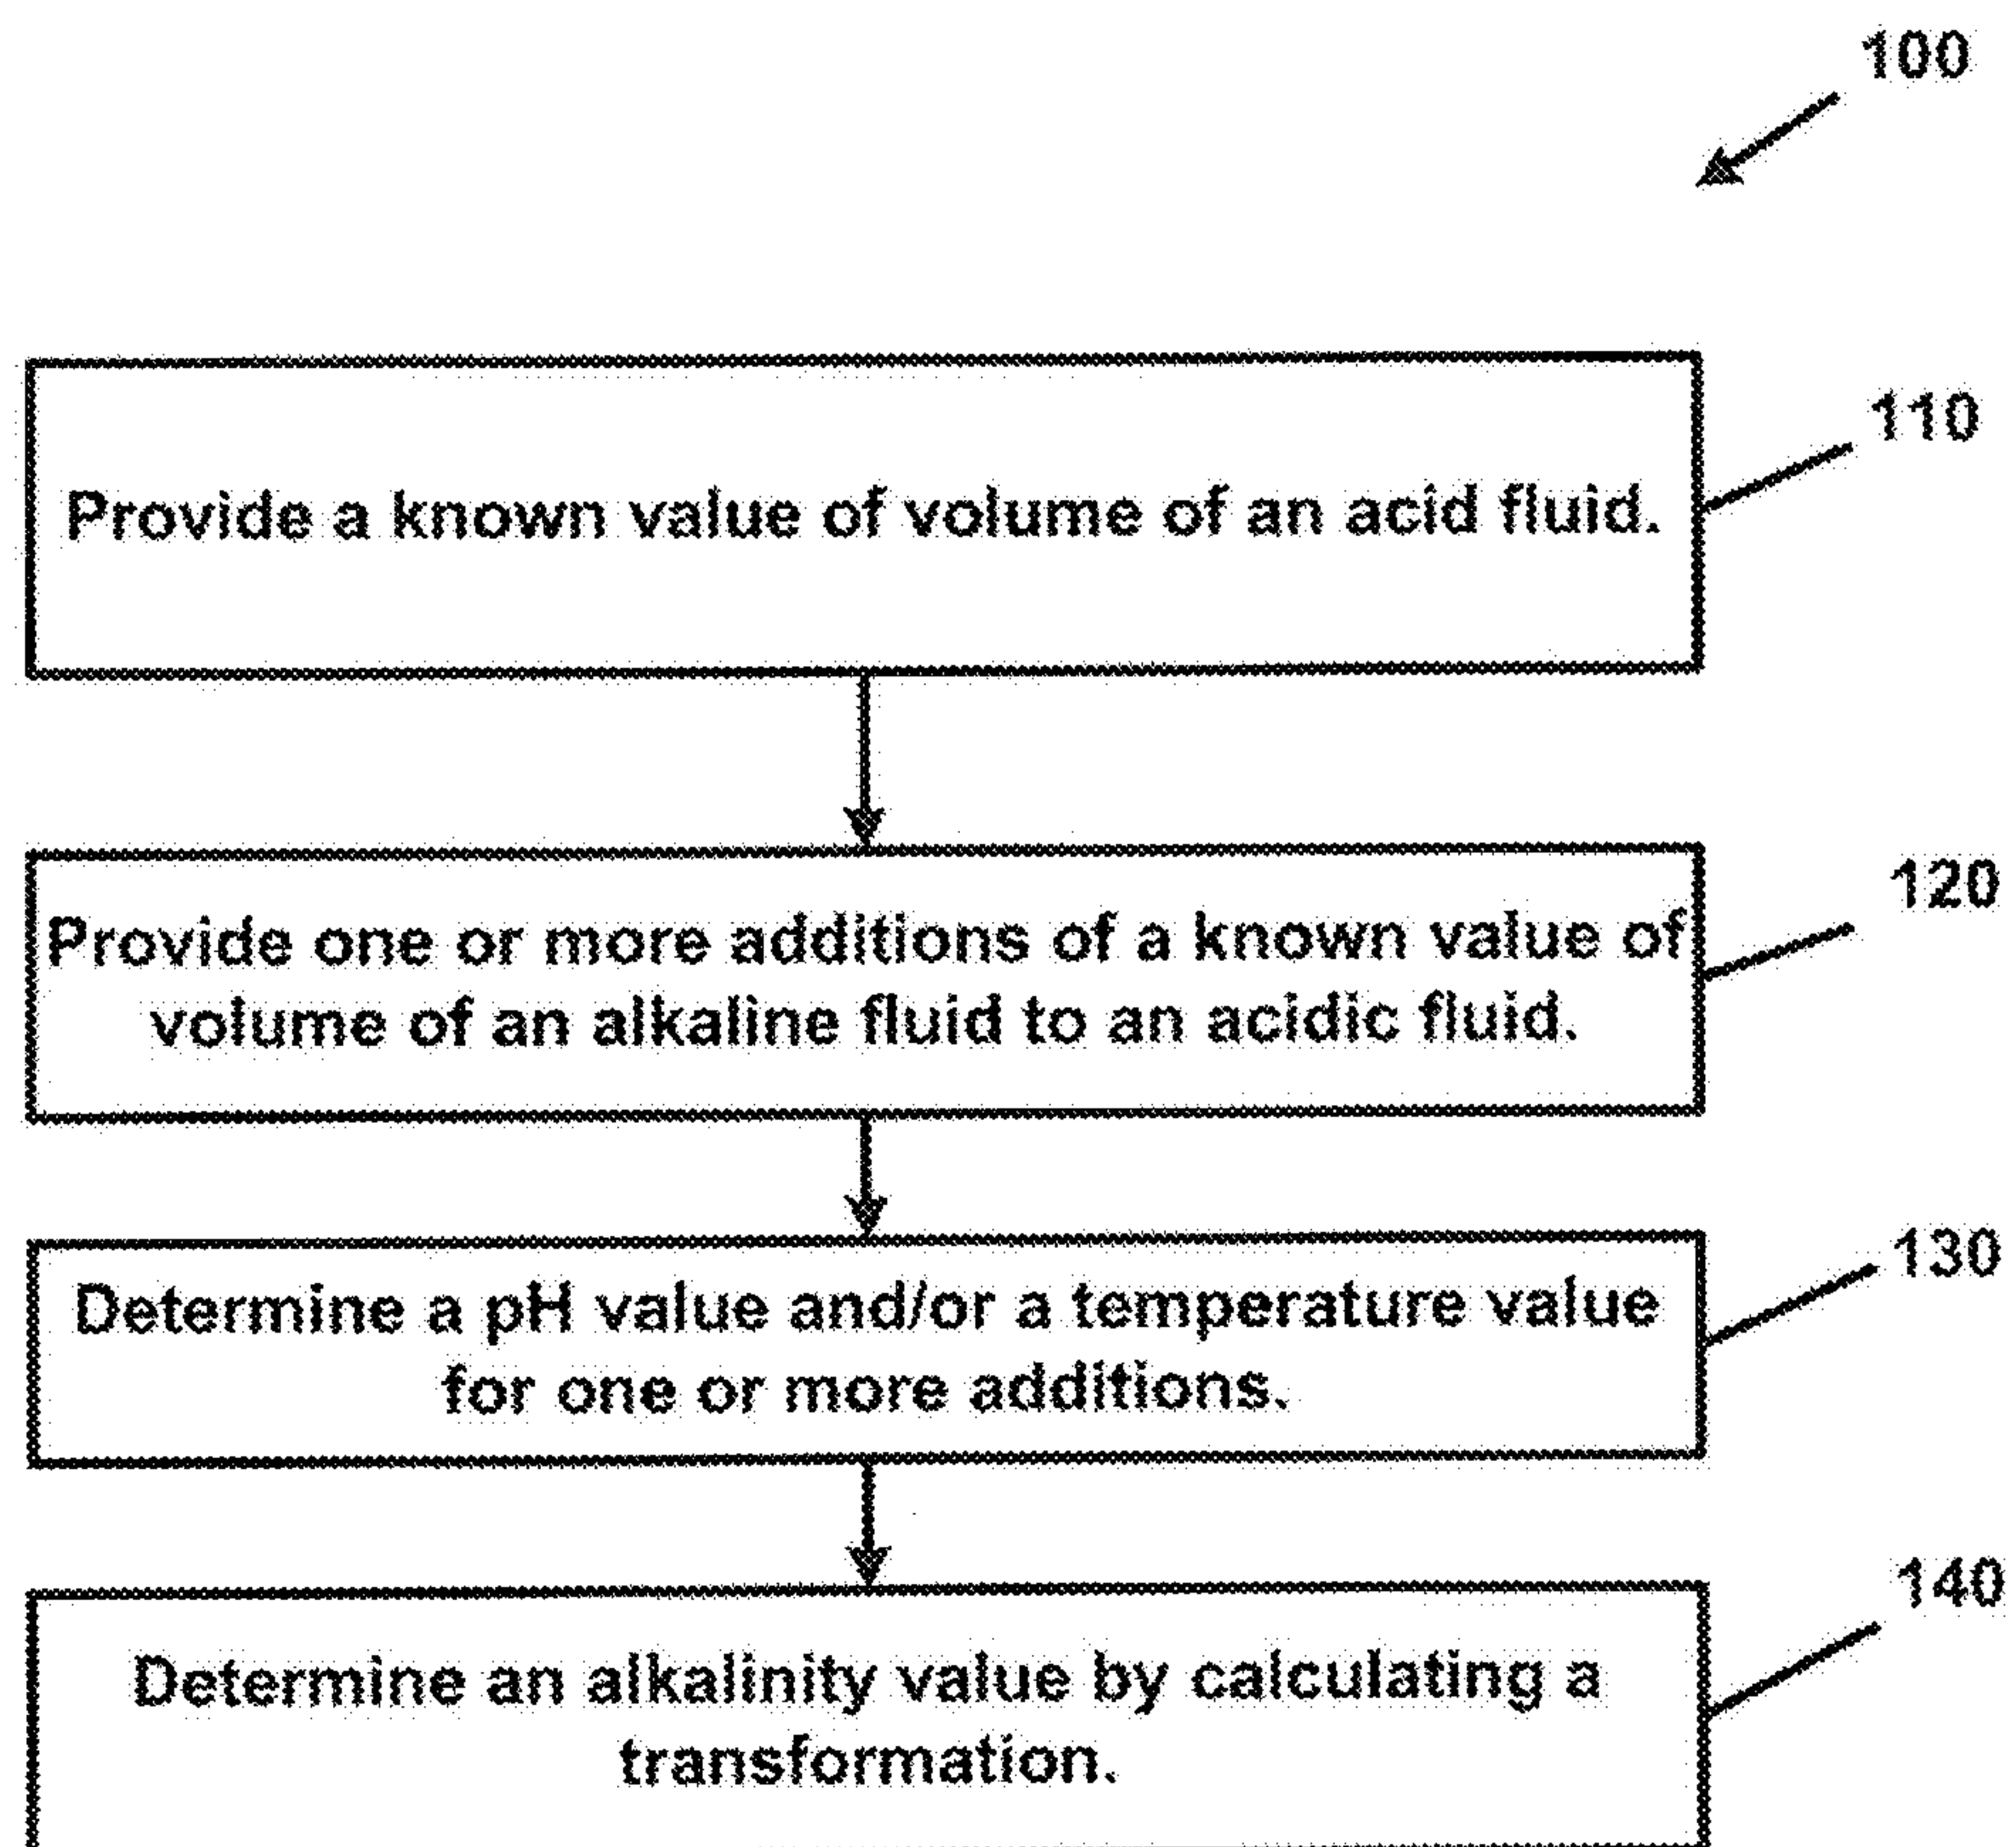 100
110
Provide a known value of volume of an acid fluid.
120
Provide one or more additions of a known value of
volume of an alkaline fluid to an acidic fluid.
130
Determine a pH value and/or a temperature value
for one or more additions.
140
Determine an alkalinity value by calculating a
transformation.